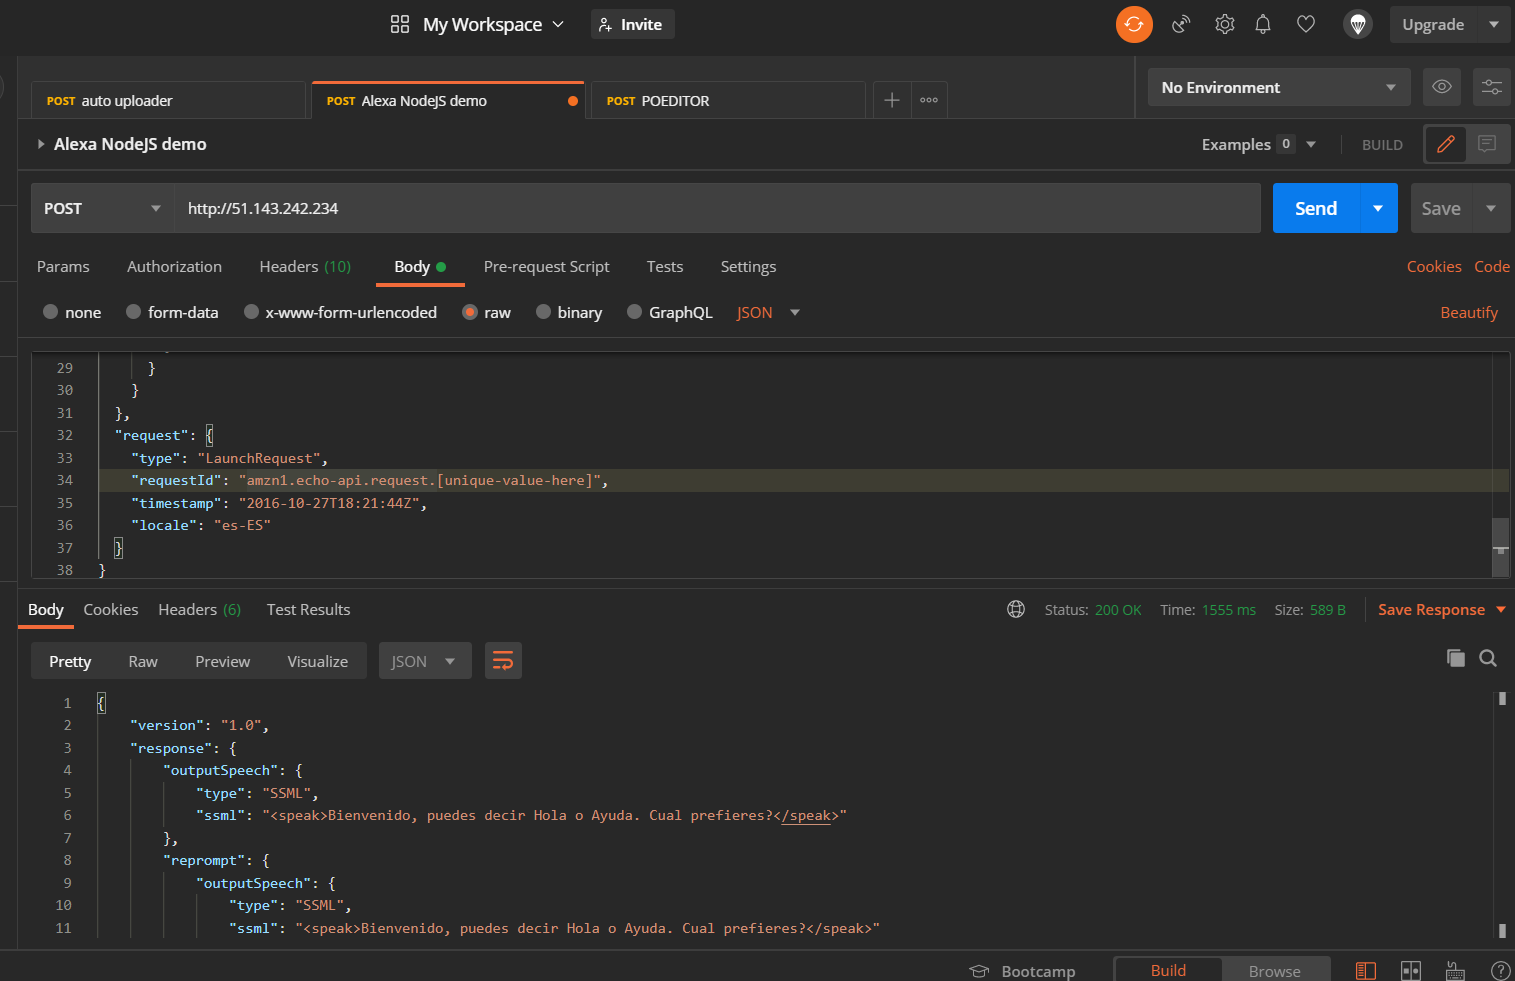 My Workspace
Invite
Upgrade
POST auto uploader
POST Alexa NodeJS demo
POST POEDITOR
No Environment
Alexa NodeJS demo
Examples 0
BUILD
POST
http://51.143.242.234
Send
Save
Params
Authorization
Headers (10)
Body
Pre-request Script
Tests
Settings
Cookies
Code
none
form-data
x-www-form-urlencoded
raw
binary
GraphQL
JSON
Beautify
29 }
30 }
31 },
32 "request": {
33 "type": "LaunchRequest",
34 "requestId": "amzn1.echo-api.request.[unique-value-here]",
35 "timestamp": "2016-10-27T18:21:44Z",
36 "locale": "es-ES"
37 }
38 }
Body
Cookies
Headers (6)
Test Results
Status: 200 OK
Time: 1555 ms
Size: 589 B
Save Response
Pretty
Raw
Preview
Visualize
JSON
1 {
2 "version": "1.0",
3 "response": {
4 "outputSpeech": {
5 "type": "SSML",
6 "ssml": "<speak>Bienvenido, puedes decir Hola o Ayuda. Cual prefieres?</speak>"
7 },
8 "reprompt": {
9 "outputSpeech": {
10 "type": "SSML",
11 "ssml": "<speak>Bienvenido, puedes decir Hola o Ayuda. Cual prefieres?</speak>"
Bootcamp
Build
Browse